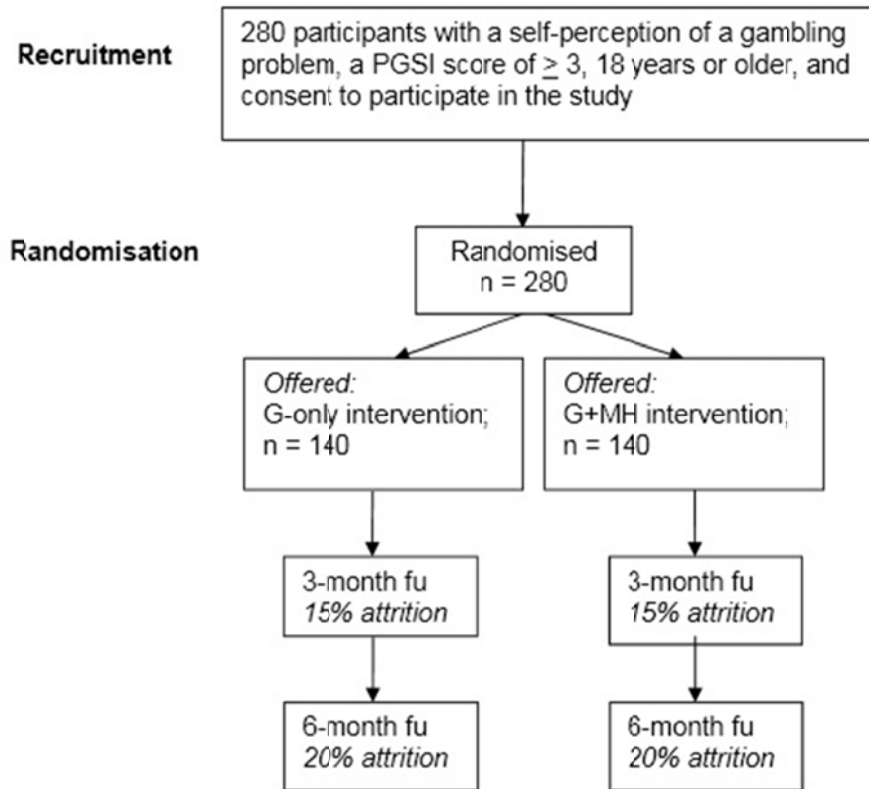 Recruitment
280 participants with a self-perception of a gambling
problem, a PGSI score of ≥ 3, 18 years or older, and
consent to participate in the study
Randomisation
Randomised
n = 280
Offered:
G-only intervention;
n = 140
Offered:
G+MH intervention;
n = 140
3-month fu
15% attrition
3-month fu
15% attrition
6-month fu
20% attrition
6-month fu
20% attrition